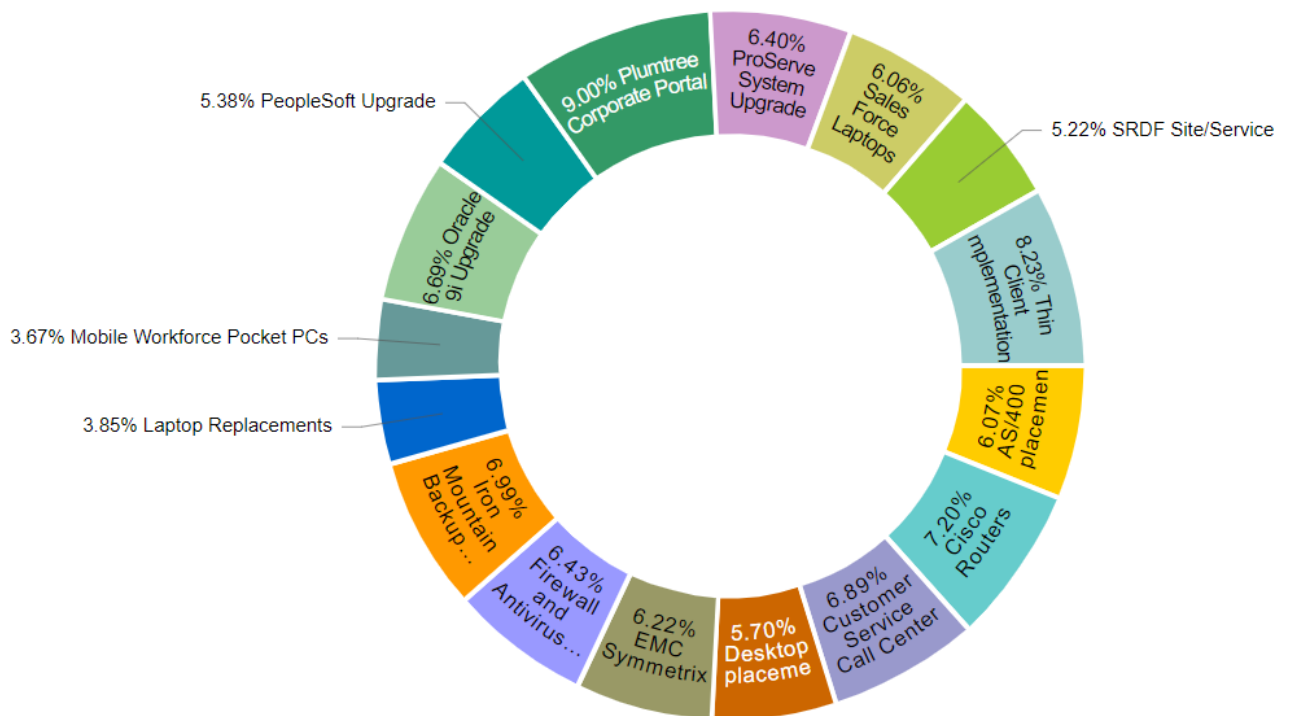 6.40%
ProServe
System
Upgrade
6.06%
Sales
Force
Laptops
5.22% SRDF Site/Service
8.23% Thin
Client
mplementation
6.07%
AS/400
placemen
7.20%
Cisco
Routers
6.89%
Customer
Service
Call Center
5.70%
Desktop
placeme
6.22%
EMC
Symmetrix
6.43%
Firewall
and
Antivirus...
6.99%
Iron
Mountain
Backup...
3.85% Laptop Replacements
3.67% Mobile Workforce Pocket PCs
6.69% Oracle
9i Upgrade
5.38% PeopleSoft Upgrade
9.00% Plumtree
Corporate Portal